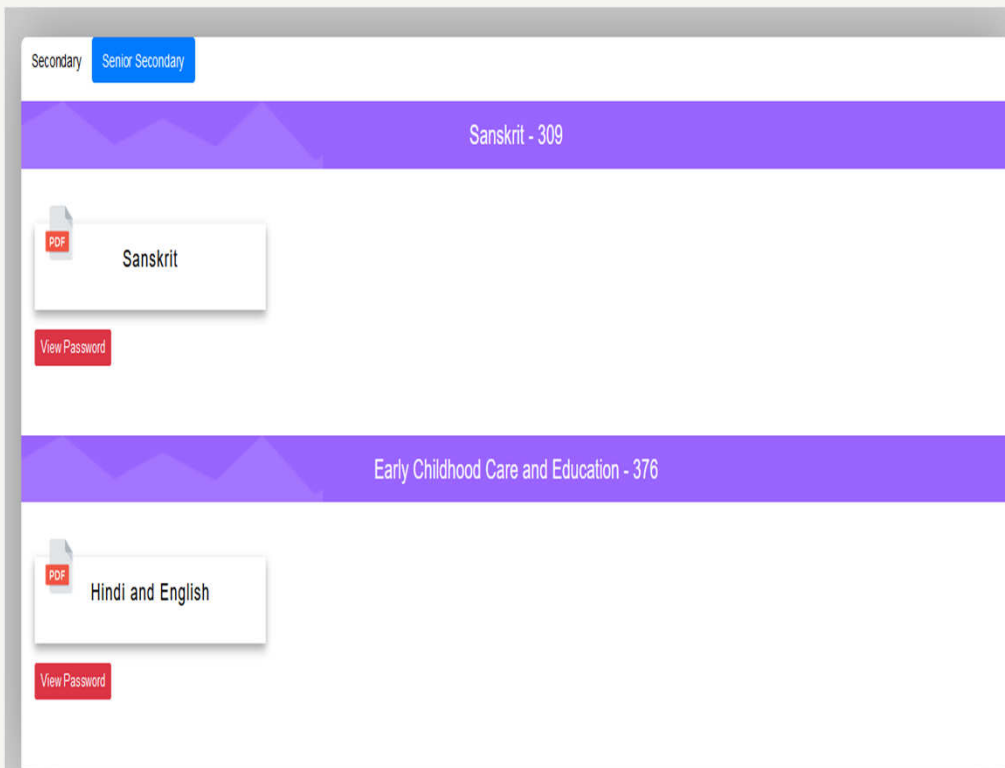 Secondary Senior Secondary
Sanskrit - 309
PDF
Sanskrit
View Password
Early Childhood Care and Education - 376
PDF
Hindi and English
View Password